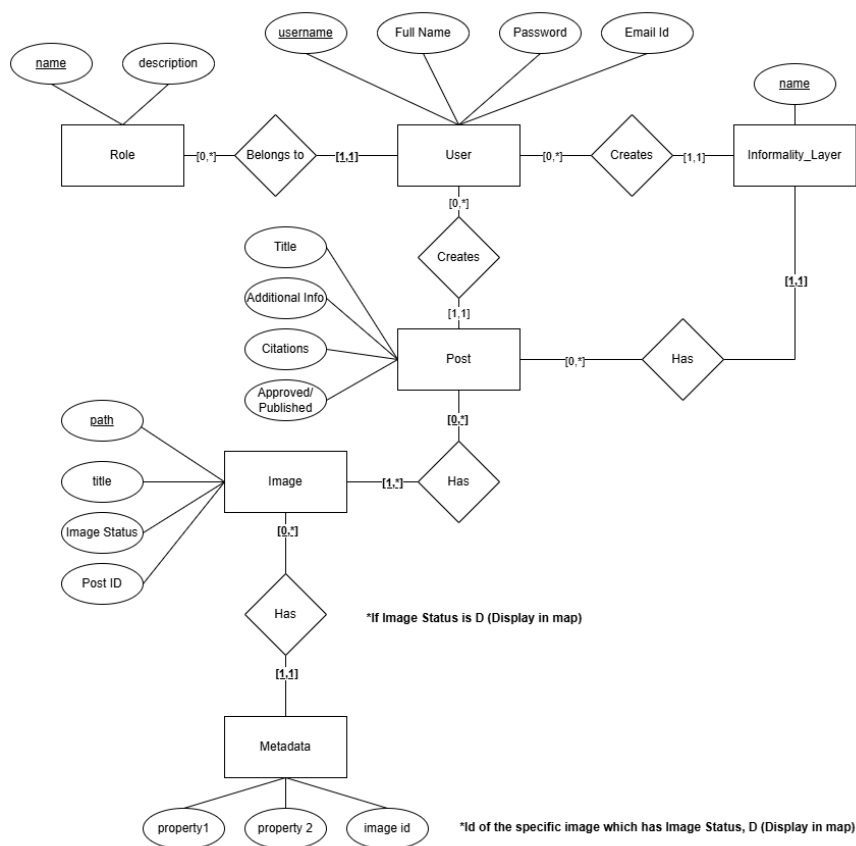 username
Full Name
Password
Email Id
name
description
name
Role
[0,*]
Belongs to
[1,1]
User
[0,*]
Creates
[1,1]
Informality_Layer
[0,*]
Title
Creates
Additional Info
[1,1]
[1,1]
Citations
Post
[0,*]
Has
Approved/
Published
[0,*]
path
title
Image
[1,*]
Has
Image Status
[0,*]
Post ID
Has
*If Image Status is D (Display in map)
[1,1]
Metadata
property1
property 2
image id
*Id of the specific image which has Image Status, D (Display in map)